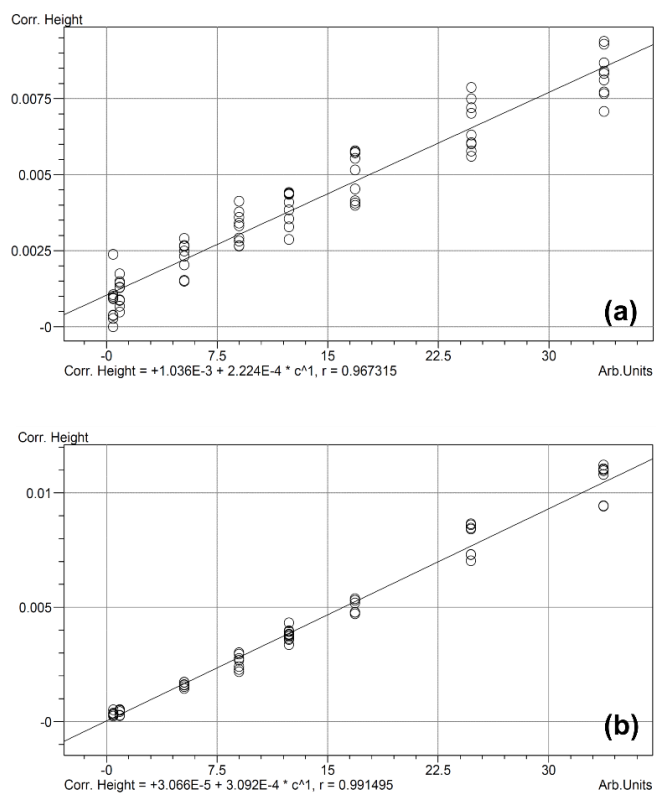 Corr. Height
0.0075
0.005
0.0025
-0
(a)
-0 7.5 15 22.5 30
Corr. Height = +1.036E-3 + 2.224E-4 * c^1, r = 0.967315 Arb.Units
Corr. Height
0.01
0.005
-0
(b)
-0 7.5 15 22.5 30
Corr. Height = +3.066E-5 + 3.092E-4 * c^1, r = 0.991495 Arb.Units